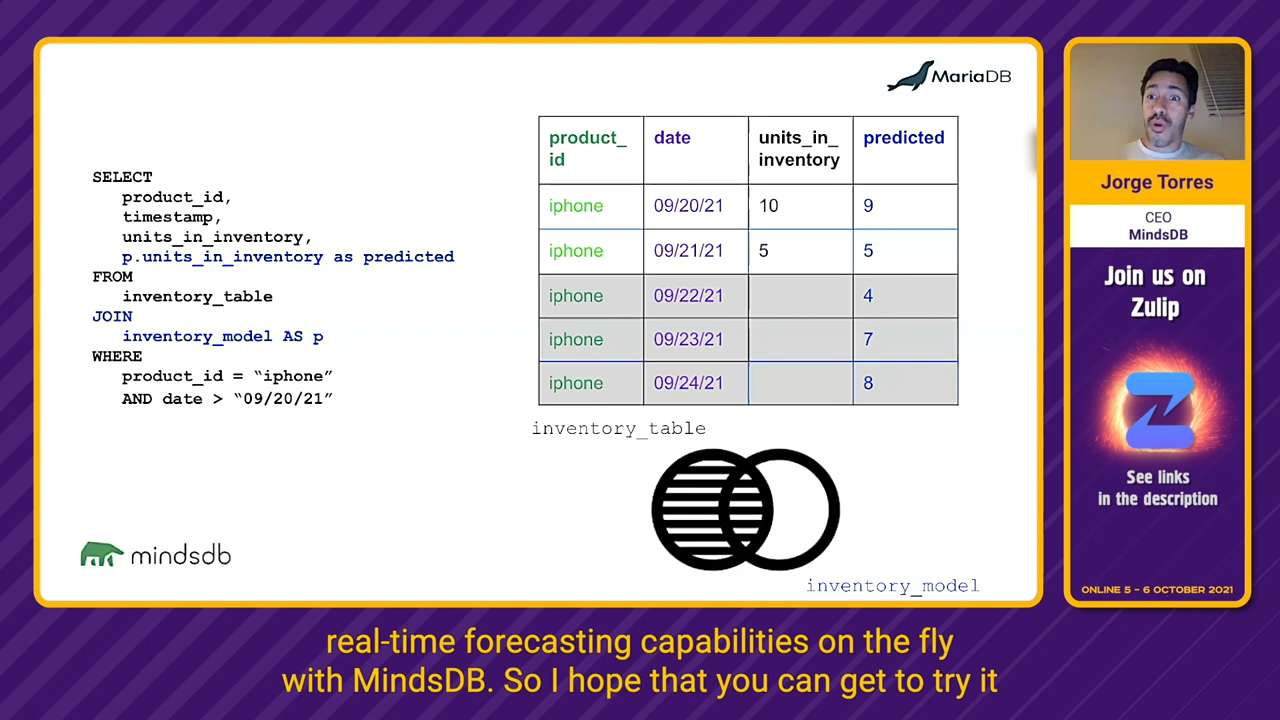 MariaDB
SELECT
product_id,
timestamp,
units_in_inventory,
p.units_in_inventory as predicted
FROM
inventory_table
JOIN
inventory_model AS p
WHERE
product_id = “iphone”
AND date > “09/20/21”
product_ id date units_in_ inventory predicted
iphone 09/20/21 10 9
iphone 09/21/21 5 5
iphone 09/22/21 4
iphone 09/23/21 7
iphone 09/24/21 8
inventory_table
inventory_model
mindsdb
Jorge Torres
CEO
MindsDB
Join us on
Zulip
See links
in the description
ONLINE 5 – 6 OCTOBER 2021
real-time forecasting capabilities on the fly
with MindsDB. So I hope that you can get to try it